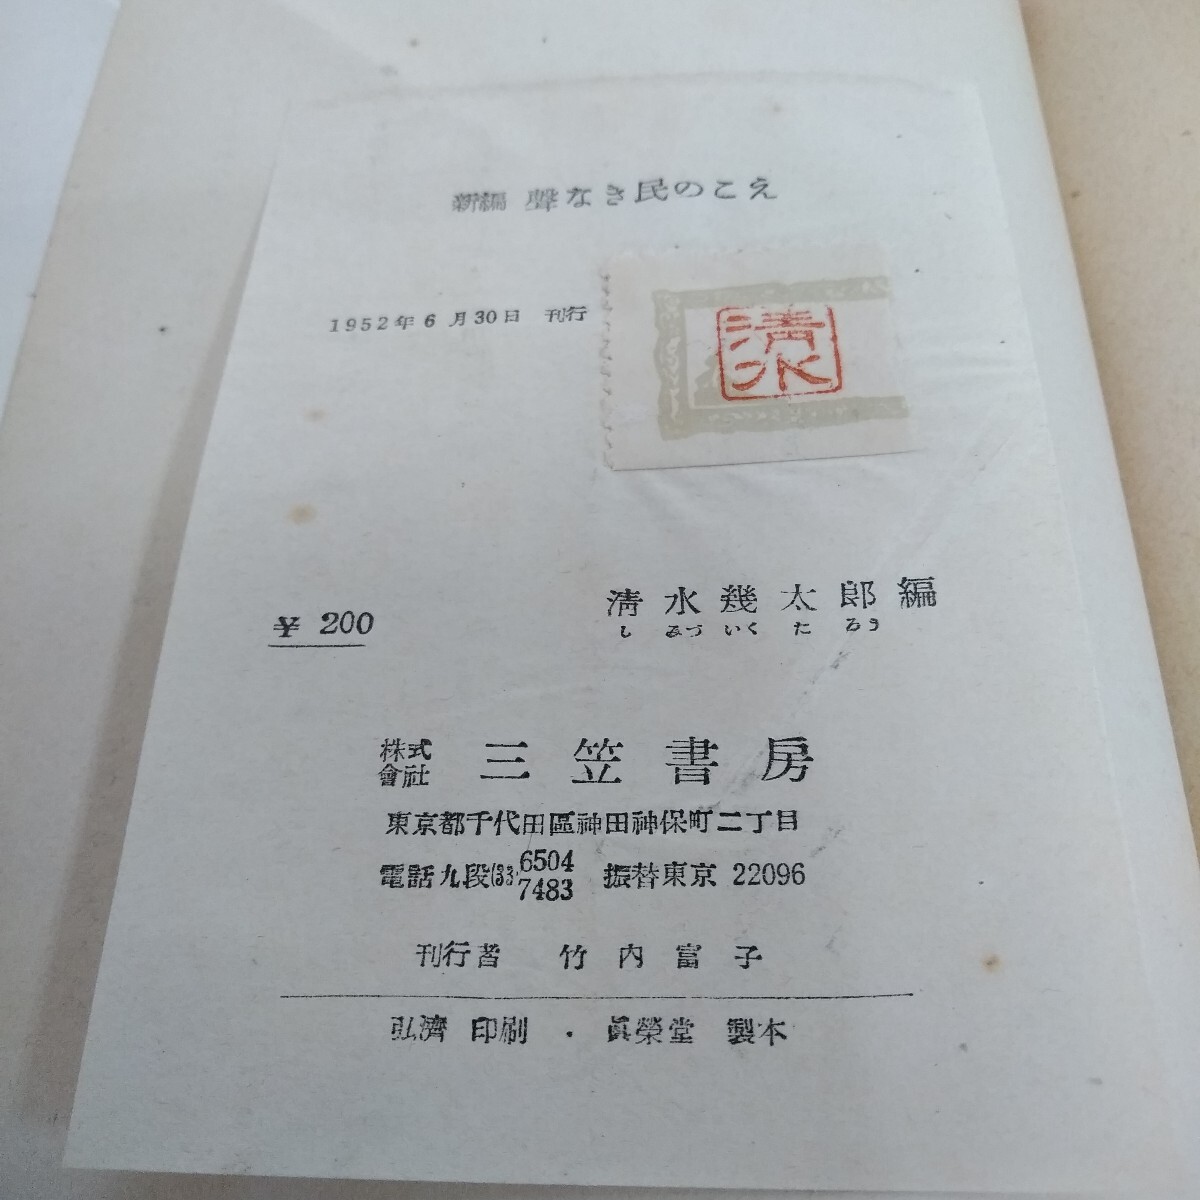 新編 聲なき民のこえ
1952年6月30日 刊行
清水
¥ 200
清水幾太郎編
しみづいくたろう
株式會社 三笠書房
東京都千代田區神田神保町二丁目
電話九段(33) 6504 7483 振替東京 22096
刊行者 竹内富子
弘濟 印刷 ・ 眞榮堂 製本